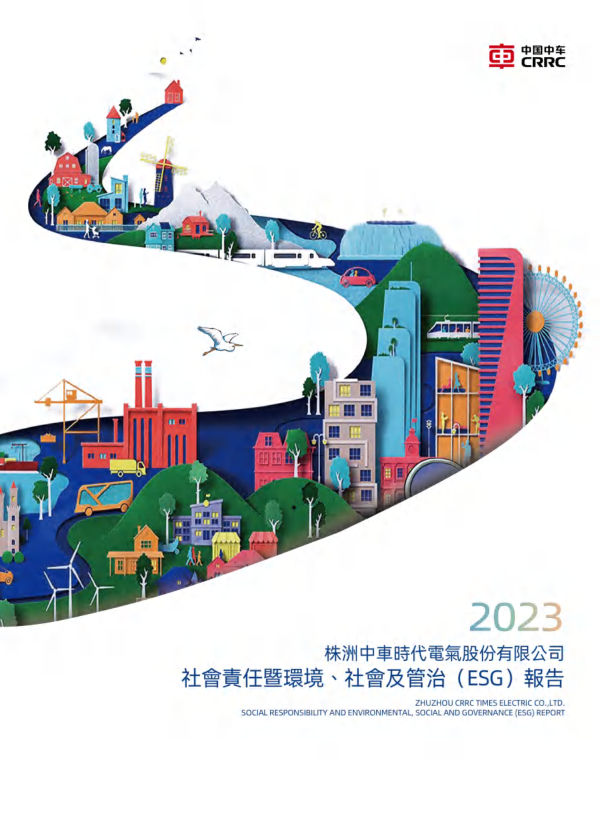 中国中车
CRRC
2023
株洲中車時代電氣股份有限公司
社會責任暨環境、社會及管治（ESG）報告
ZHUZHOU CRRC TIMES ELECTRIC CO.,LTD.
SOCIAL RESPONSIBILITY AND ENVIRONMENTAL, SOCIAL AND GOVERNANCE (ESG) REPORT